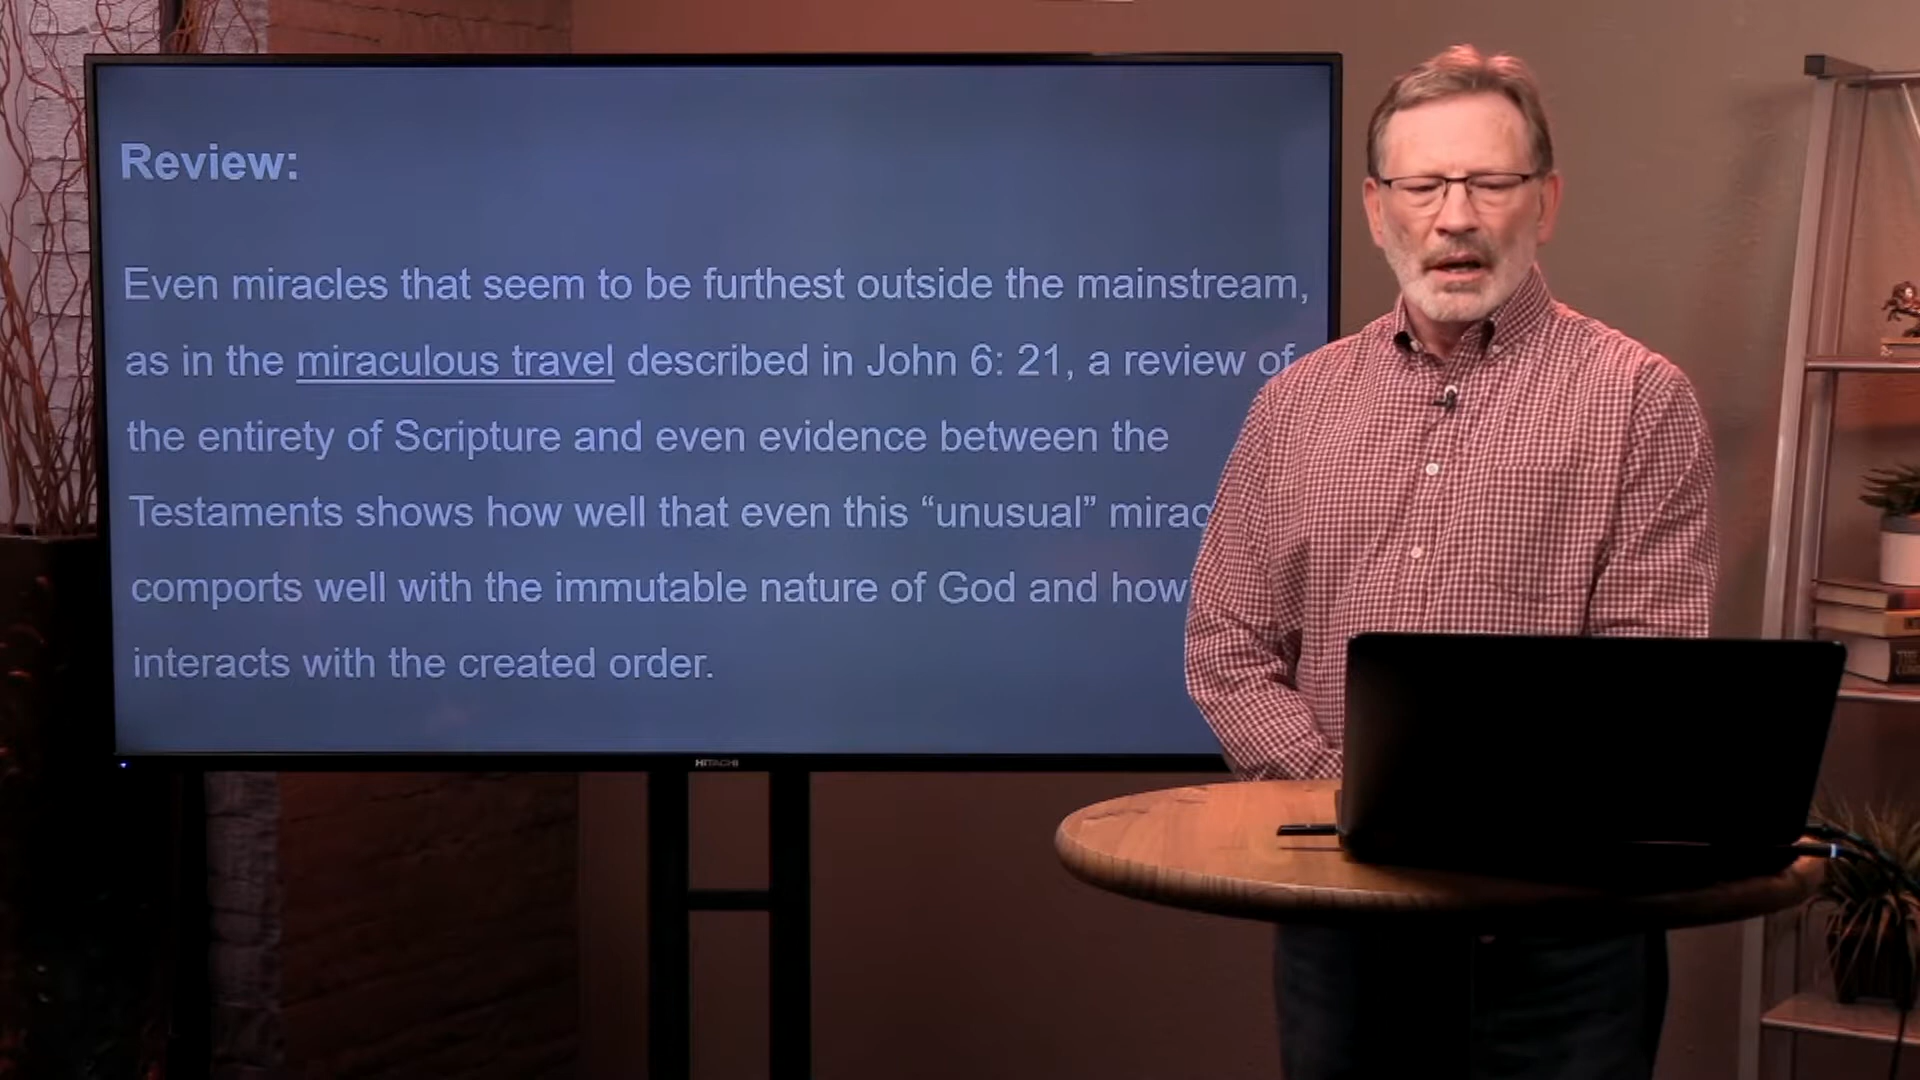 Review:
Even miracles that seem to be furthest outside the mainstream,
as in the miraculous travel described in John 6: 21, a review of
the entirety of Scripture and even evidence between the
Testaments shows how well that even this “unusual”
comports well with the immutable nature of God and how
interacts with the created order.
HITACHI